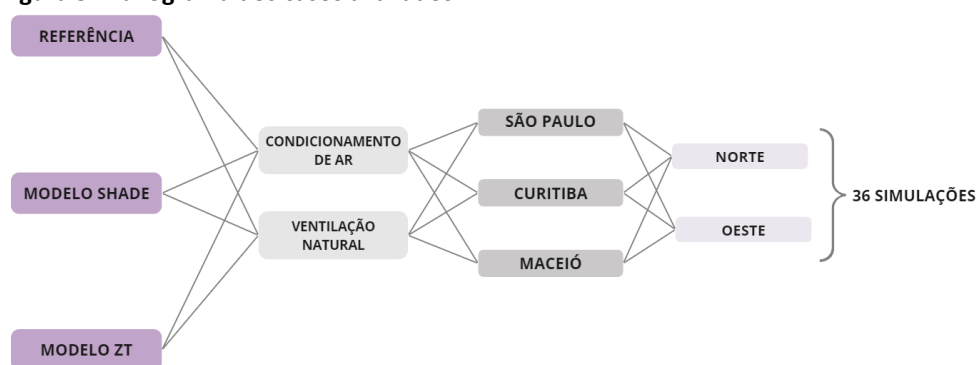 REFERÊNCIA
MODELO SHADE
MODELO ZT
CONDICIONAMENTO
DE AR
VENTILAÇÃO
NATURAL
SÃO PAULO
CURITIBA
MACEIÓ
NORTE
OESTE
36 SIMULAÇÕES